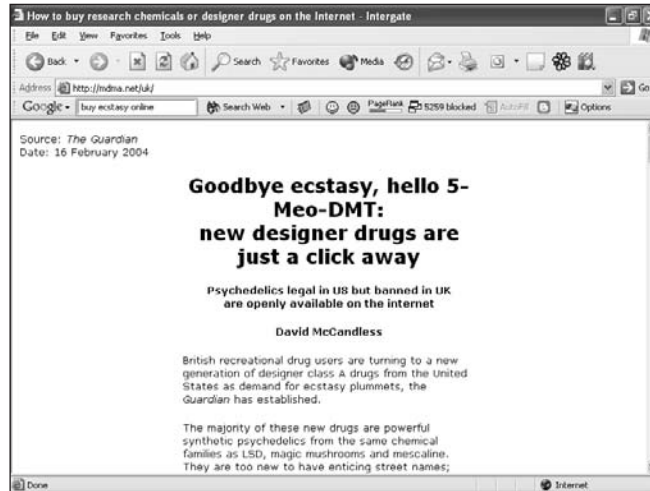 How to buy research chemicals or designer drugs on the Internet - Intergate
File Edit View Favorites Tools Help
Back Search Favorites Media
Address http://mdma.net/uk/ Go
Google buy ecstasy online Search Web PageRank 5259 blocked AutoFill Options
Source: The Guardian
Date: 16 February 2004
Goodbye ecstasy, hello 5-
Meo-DMT:
new designer drugs are
just a click away
Psychedelics legal in US but banned in UK
are openly available on the internet
David McCandless
British recreational drug users are turning to a new
generation of designer class A drugs from the United
States as demand for ecstasy plummets, the
Guardian has established.
The majority of these new drugs are powerful
synthetic psychedelics from the same chemical
families as LSD, magic mushrooms and mescaline.
They are too new to have enticing street names;
Done Internet